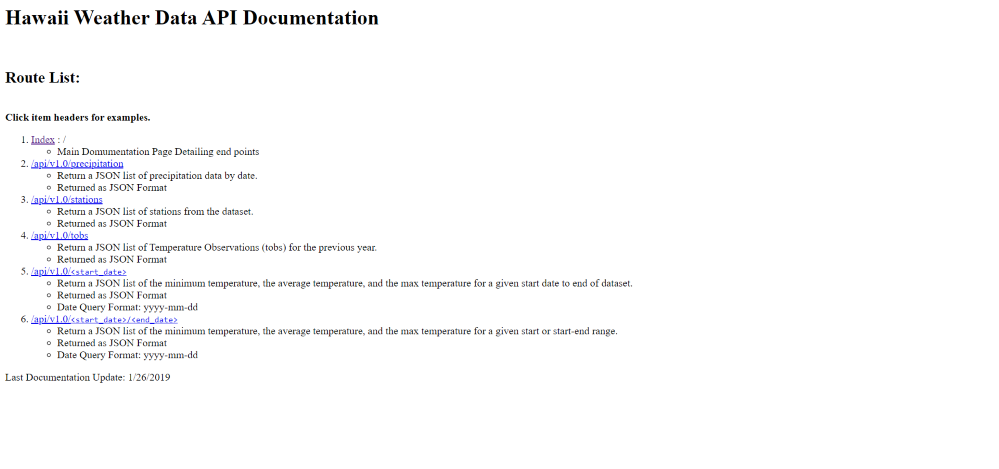 Hawaii Weather Data API Documentation
Route List:
Click item headers for examples.
1. Index : /
Main Domumentation Page Detailing end points
2. /api/v1.0/precipitation
Return a JSON list of precipitation data by date.
Returned as JSON Format
3. /api/v1.0/stations
Return a JSON list of stations from the dataset.
Returned as JSON Format
4. /api/v1.0/tobs
Return a JSON list of Temperature Observations (tobs) for the previous year.
Returned as JSON Format
5. /api/v1.0/<start_date>
Return a JSON list of the minimum temperature, the average temperature, and the max temperature for a given start date to end of dataset.
Returned as JSON Format
Date Query Format: yyyy-mm-dd
6. /api/v1.0/<start_date>/<end_date>
Return a JSON list of the minimum temperature, the average temperature, and the max temperature for a given start or start-end range.
Returned as JSON Format
Date Query Format: yyyy-mm-dd
Last Documentation Update: 1/26/2019